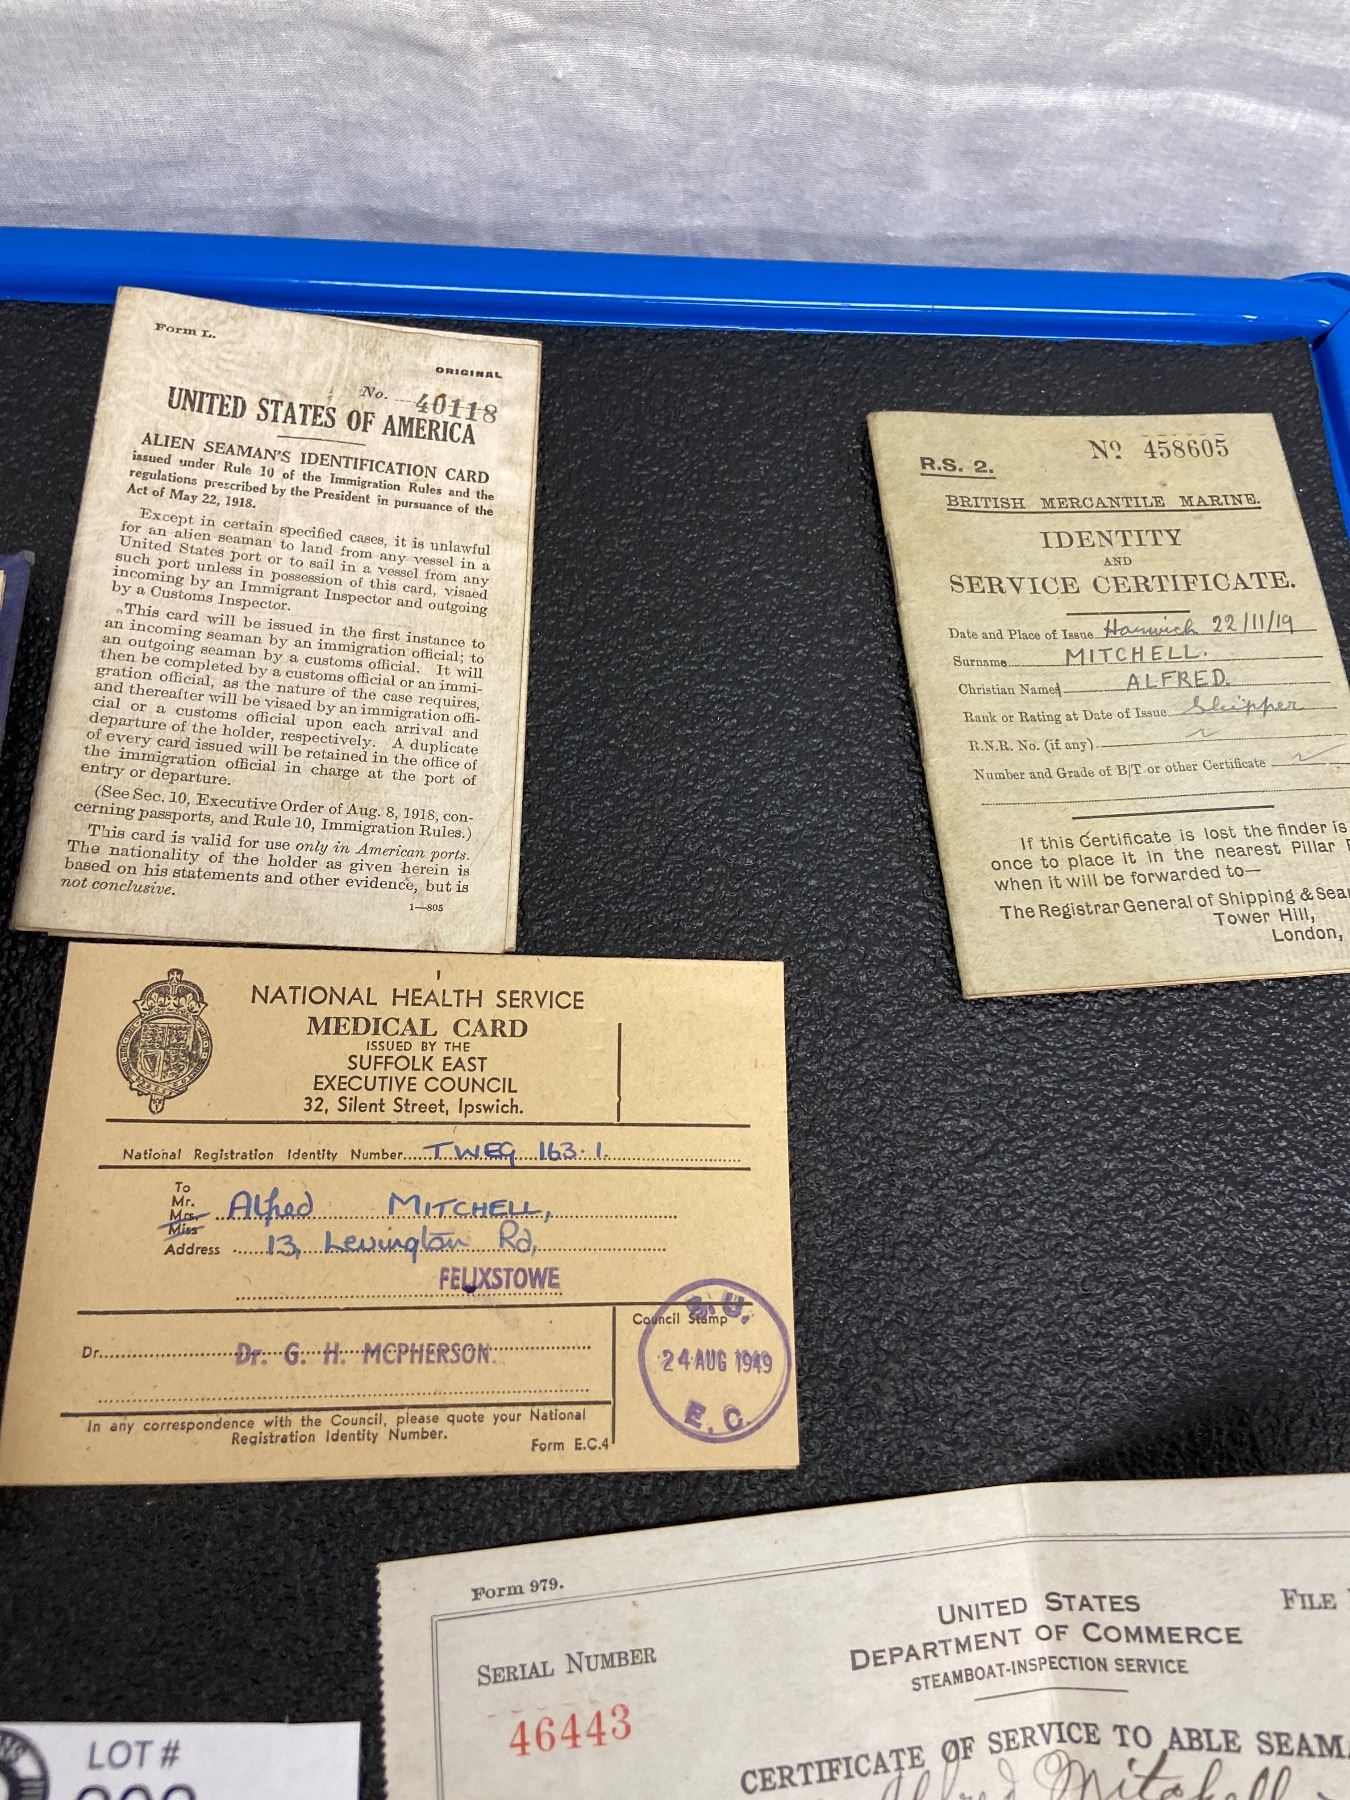 Form L.
ORIGINAL
No. 40118
UNITED STATES OF AMERICA
ALIEN SEAMAN'S IDENTIFICATION CARD
issued under Rule 10 of the Immigration Rules and the
regulations prescribed by the President in pursuance of the
Act of May 22, 1918.
Except in certain specified cases, it is unlawful
for an alien seaman to land from any vessel in a
United States port or to sail in a vessel from any
such port unless in possession of this card, visaed
incoming by an Immigrant Inspector and outgoing
by a Customs Inspector.
This card will be issued in the first instance to
an incoming seaman by an immigration official; to
an outgoing seaman by a customs official. It will
then be completed by a customs official or an immi-
gration official, as the nature of the case requires,
and thereafter will be visaed by an immigration offi-
cial or a customs official upon each arrival and
departure of the holder, respectively. A duplicate
of every card issued will be retained in the office of
the immigration official in charge at the port of
entry or departure.
(See Sec. 10, Executive Order of Aug. 8, 1918, con-
cerning passports, and Rule 10, Immigration Rules.)
This card is valid for use only in American ports.
The nationality of the holder as given herein is
based on his statements and other evidence, but is
not conclusive.
1—805
R.S. 2.
Nº 458605
BRITISH MERCANTILE MARINE.
IDENTITY
AND
SERVICE CERTIFICATE.
Date and Place of Issue Harwich 22/11/19
Surname MITCHELL.
Christian Names ALFRED.
Rank or Rating at Date of Issue Skipper
R.N.R. No. (if any)
Number and Grade of B/T or other Certificate
If this Certificate is lost the finder is
once to place it in the nearest Pillar
when it will be forwarded to—
The Registrar General of Shipping & Sea
Tower Hill,
London,
NATIONAL HEALTH SERVICE
MEDICAL CARD
ISSUED BY THE
SUFFOLK EAST
EXECUTIVE COUNCIL
32, Silent Street, Ipswich.
National Registration Identity Number TWEG 163.1.
To
Mr.
Mrs. Alfred MITCHELL,
Miss
Address 13, Levington Rd,
FELIXSTOWE
Dr. Dr. G. H. MCPHERSON.
Council Stamp
S. U.
24 AUG 1949
E. C.
In any correspondence with the Council, please quote your National
Registration Identity Number.
Form E.C.4
Form 979.
UNITED STATES
FILE
DEPARTMENT OF COMMERCE
STEAMBOAT-INSPECTION SERVICE
SERIAL NUMBER
46443
CERTIFICATE OF SERVICE TO ABLE SEAM
Alfred Mitchell
LOT #